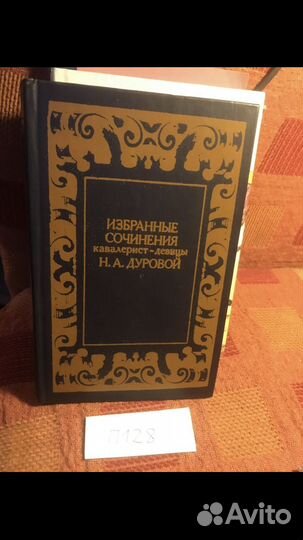 ИЗБРАННЫЕ
СОЧИНЕНИЯ
кавалерист-девицы
Н. А. ДУРОВОЙ
П128
Avito